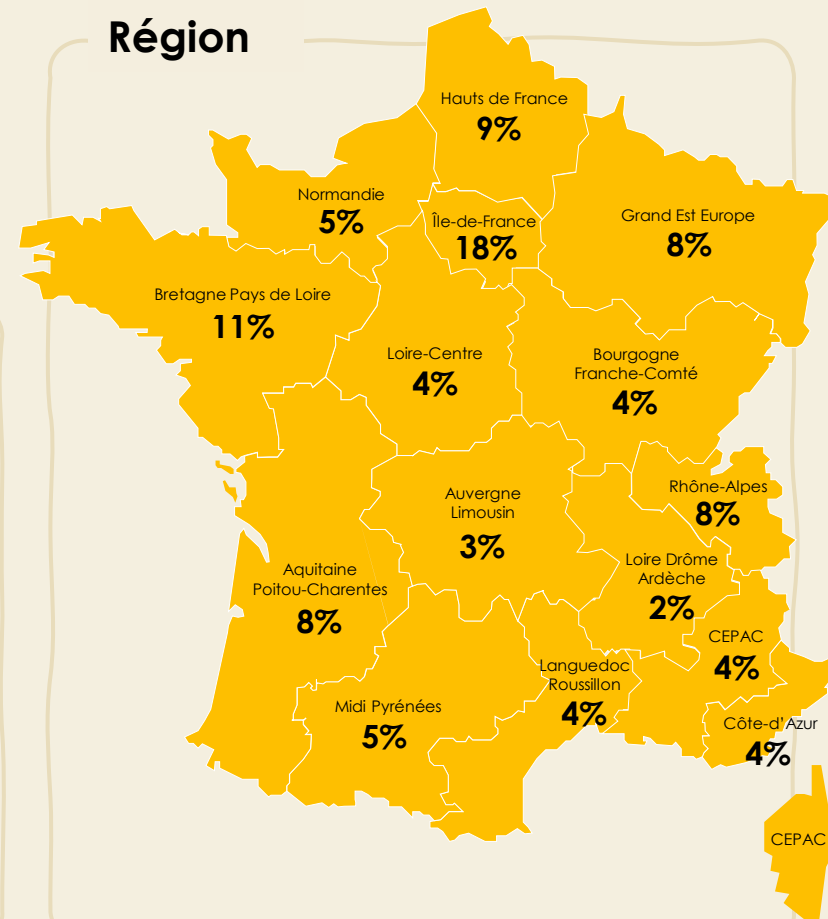 Région
Hauts de France
9%
Normandie
5%
Île-de-France
18%
Grand Est Europe
8%
Bretagne Pays de Loire
11%
Loire-Centre
4%
Bourgogne
Franche-Comté
4%
Auvergne
Limousin
3%
Rhône-Alpes
8%
Loire Drôme
Ardèche
2%
Aquitaine
Poitou-Charentes
8%
CEPAC
4%
Languedoc
Roussillon
4%
Midi Pyrénées
5%
Côte-d'Azur
4%
CEPAC